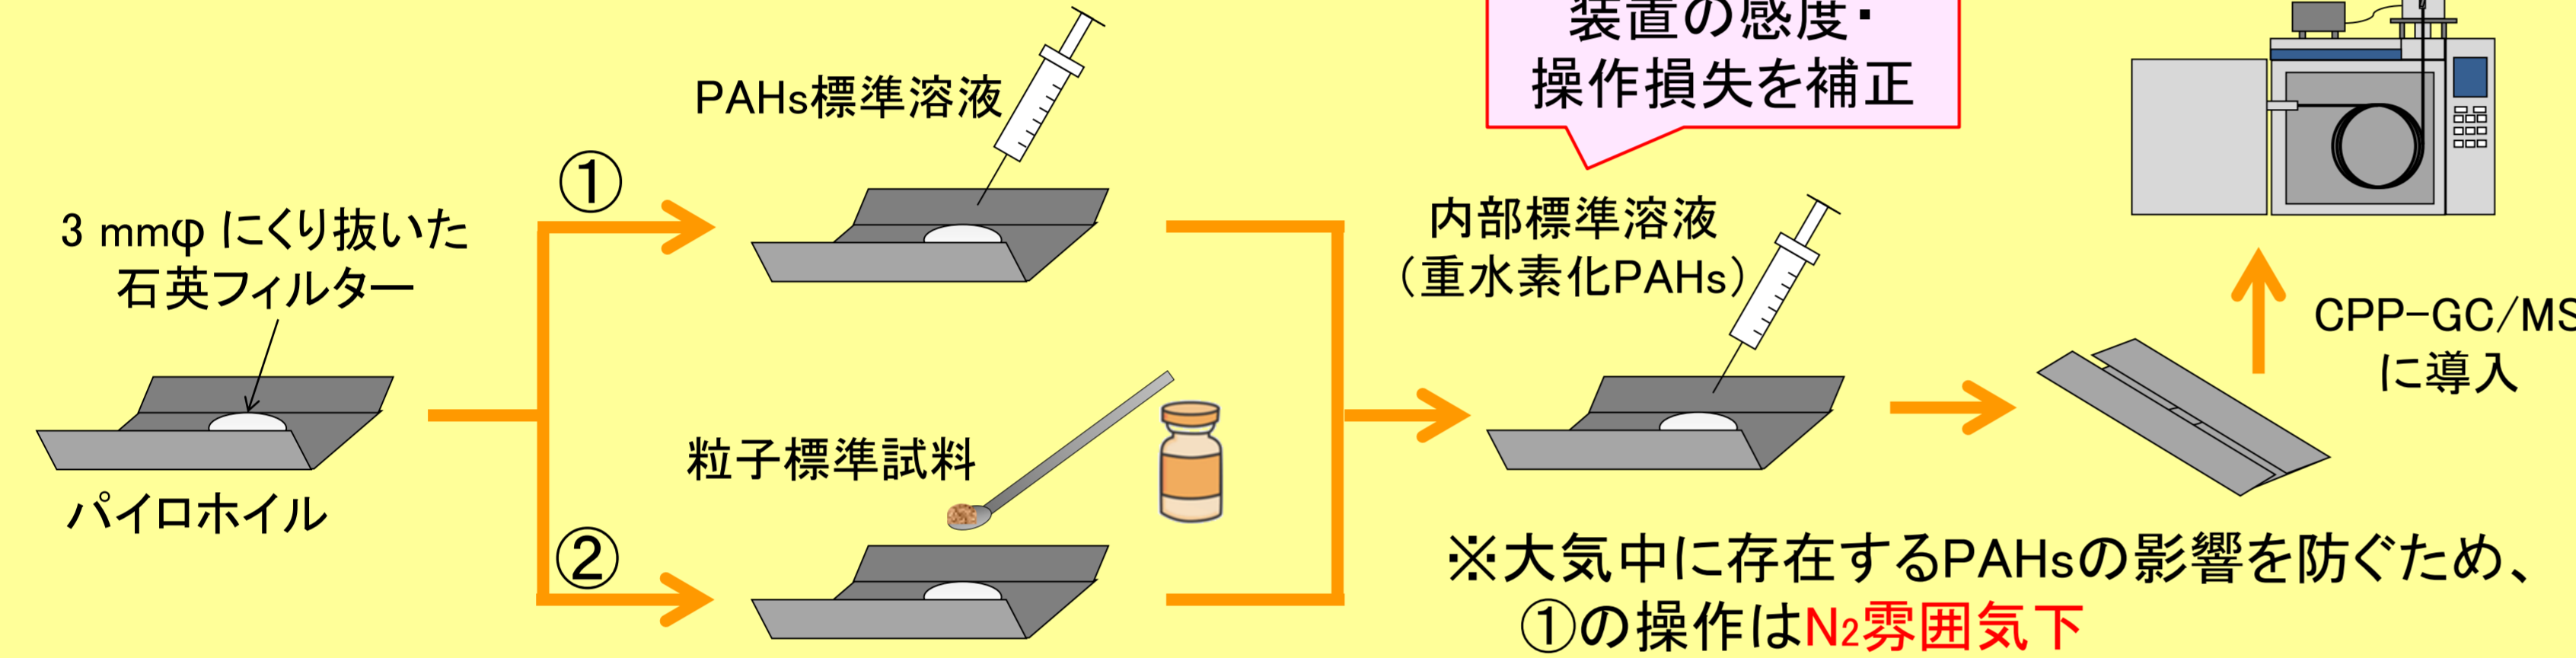 装置の感度・
操作損失を補正
PAHs標準溶液
①
3 mmφ にくり抜いた
石英フィルター
パイロホイル
粒子標準試料
②
内部標準溶液
（重水素化PAHs）
CPP-GC/MS
に導入
※大気中に存在するPAHsの影響を防ぐため、
①の操作はN2雰囲気下